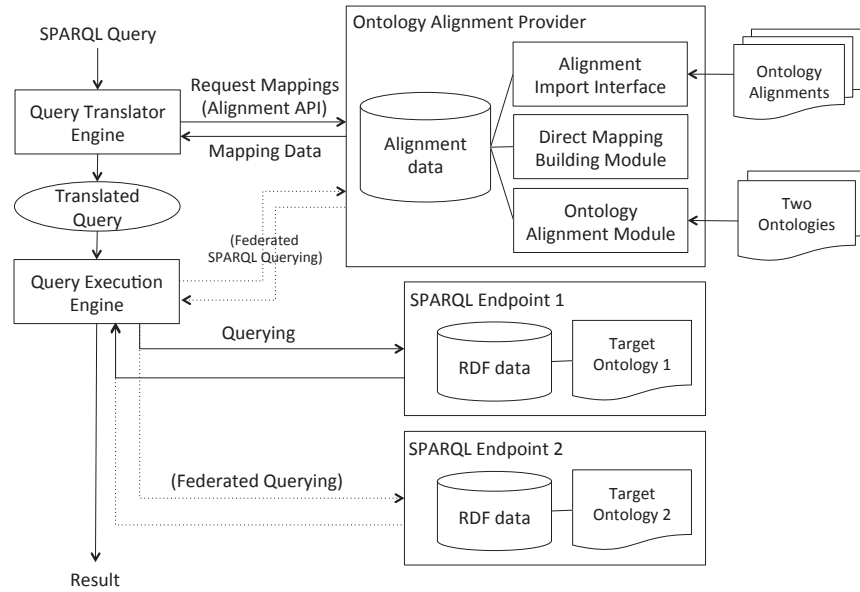 SPARQL Query
Query Translator
Engine
Request Mappings
(Alignment API)
Mapping Data
Translated
Query
(Federated
SPARQL Querying)
Query Execution
Engine
Querying
(Federated Querying)
Result
Ontology Alignment Provider
Alignment
data
Alignment
Import Interface
Direct Mapping
Building Module
Ontology
Alignment Module
Ontology
Alignments
Two
Ontologies
SPARQL Endpoint 1
RDF data
Target
Ontology 1
SPARQL Endpoint 2
RDF data
Target
Ontology 2